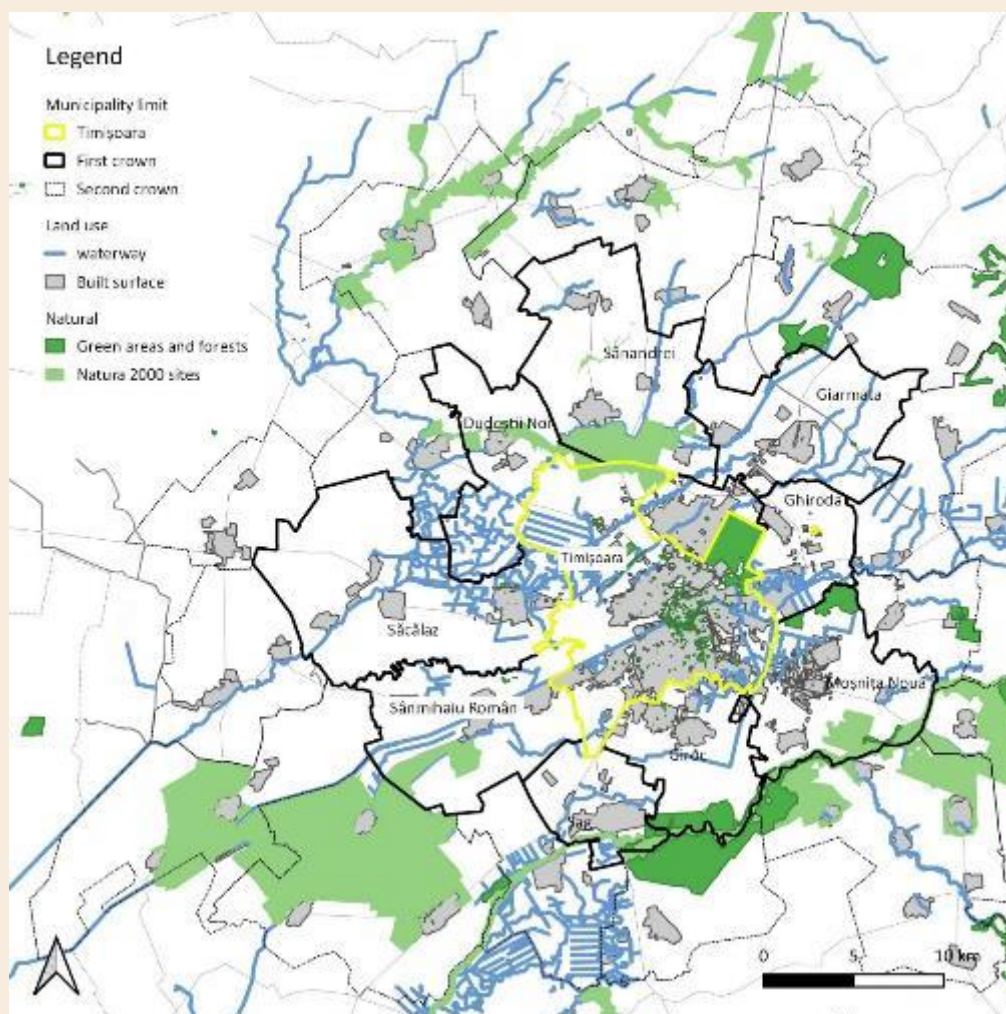 Legend
Municipality limit
Timișoara
First crown
Second crown
Land use
waterway
Built surface
Natural
Green areas and forests
Natura 2000 sites
Sânandrei
Giarmata
Dudeștii Noi
Ghiroda
Timișoara
Săcălaz
Moșnița Nouă
Sânmihaiu Român
Giroc
Șag
0 5 10 km